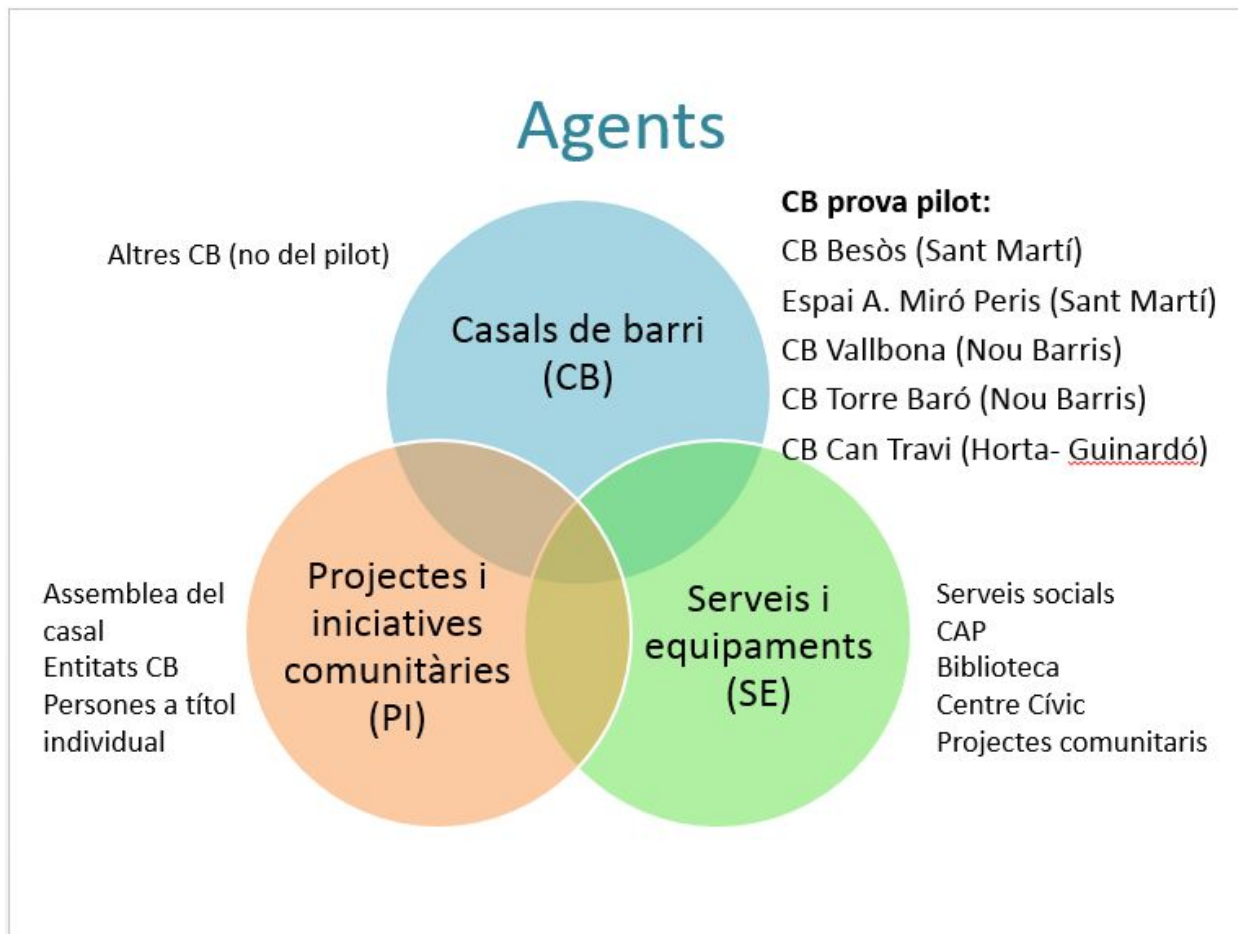 Agents
Altres CB (no del pilot)
CB prova pilot:
CB Besòs (Sant Martí)
Espai A. Miró Peris (Sant Martí)
CB Vallbona (Nou Barris)
CB Torre Baró (Nou Barris)
CB Can Travi (Horta- Guinardó)
Casals de barri
(CB)
Projectes i
iniciatives
comunitàries
(PI)
Serveis i
equipaments
(SE)
Assemblea del
casal
Entitats CB
Persones a títol
individual
Serveis socials
CAP
Biblioteca
Centre Cívic
Projectes comunitaris